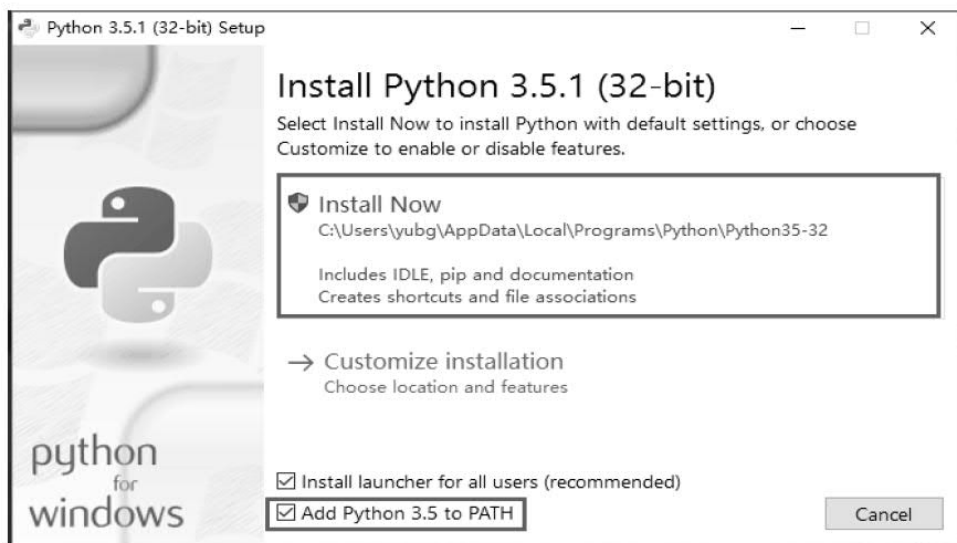 Python 3.5.1 (32-bit) Setup
Install Python 3.5.1 (32-bit)
Select Install Now to install Python with default settings, or choose
Customize to enable or disable features.
Install Now
C:\Users\yubg\AppData\Local\Programs\Python\Python35-32
Includes IDLE, pip and documentation
Creates shortcuts and file associations
Customize installation
Choose location and features
python
for
windows
Install launcher for all users (recommended)
Add Python 3.5 to PATH
Cancel